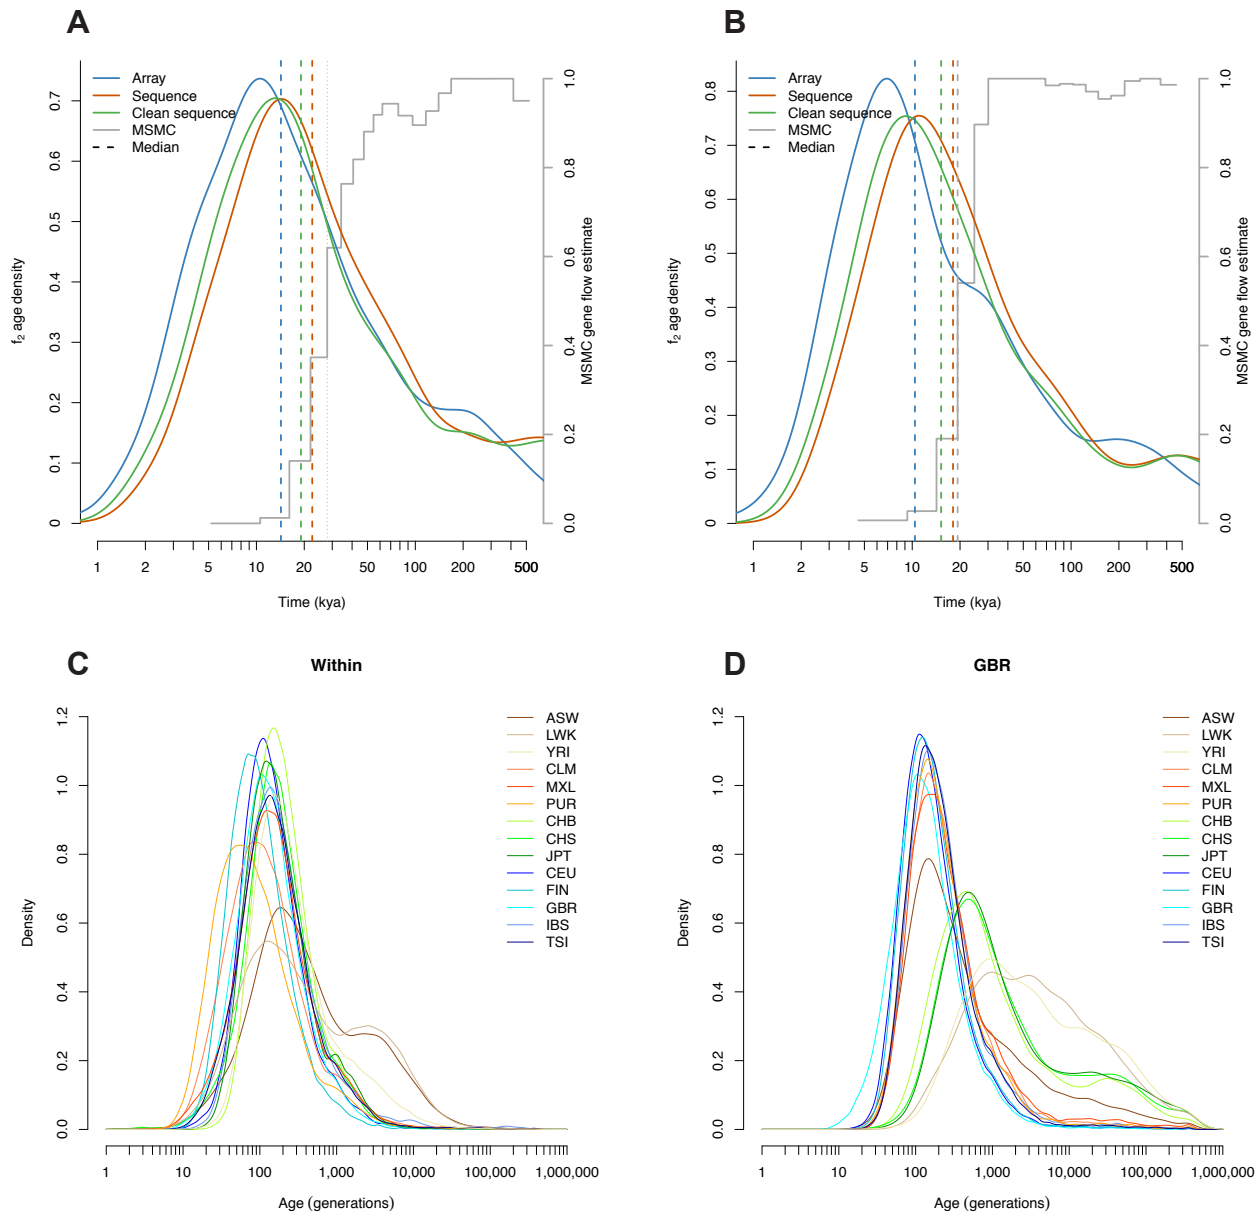 A
Array
Sequence
Clean sequence
MSMC
Median
f2 age density
0 0.1 0.2 0.3 0.4 0.5 0.6 0.7
MSMC gene flow estimate
0.0 0.2 0.4 0.6 0.8 1.0
1 2 5 10 20 50 100 200 500
Time (kya)
B
Array
Sequence
Clean sequence
MSMC
Median
f2 age density
0 0.1 0.2 0.3 0.4 0.5 0.6 0.7 0.8
MSMC gene flow estimate
0.0 0.2 0.4 0.6 0.8 1.0
1 2 5 10 20 50 100 200 500
Time (kya)
C
Within
Density
0.0 0.2 0.4 0.6 0.8 1.0 1.2
ASW
LWK
YRI
CLM
MXL
PUR
CHB
CHS
JPT
CEU
FIN
GBR
IBS
TSI
1 10 100 1,000 10,000 100,000 1,000,000
Age (generations)
D
GBR
Density
0.0 0.2 0.4 0.6 0.8 1.0 1.2
ASW
LWK
YRI
CLM
MXL
PUR
CHB
CHS
JPT
CEU
FIN
GBR
IBS
TSI
1 10 100 1,000 10,000 100,000 1,000,000
Age (generations)